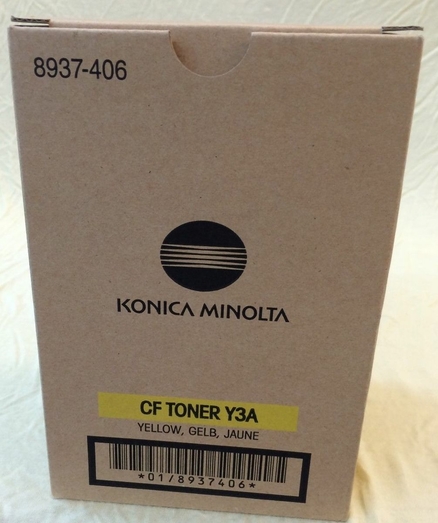 8937-406
KONICA MINOLTA
CF TONER Y3A
YELLOW, GELB, JAUNE
*01/8937406*